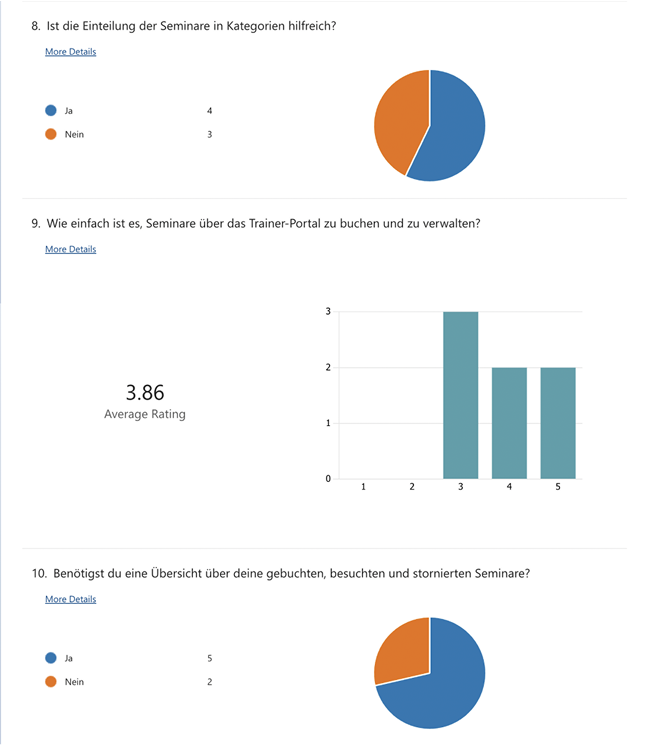 8. Ist die Einteilung der Seminare in Kategorien hilfreich?
More Details
Ja 4
Nein 3
9. Wie einfach ist es, Seminare über das Trainer-Portal zu buchen und zu verwalten?
More Details
3.86
Average Rating
3
2
1
0
1 2 3 4 5
10. Benötigst du eine Übersicht über deine gebuchten, besuchten und stornierten Seminare?
More Details
Ja 5
Nein 2